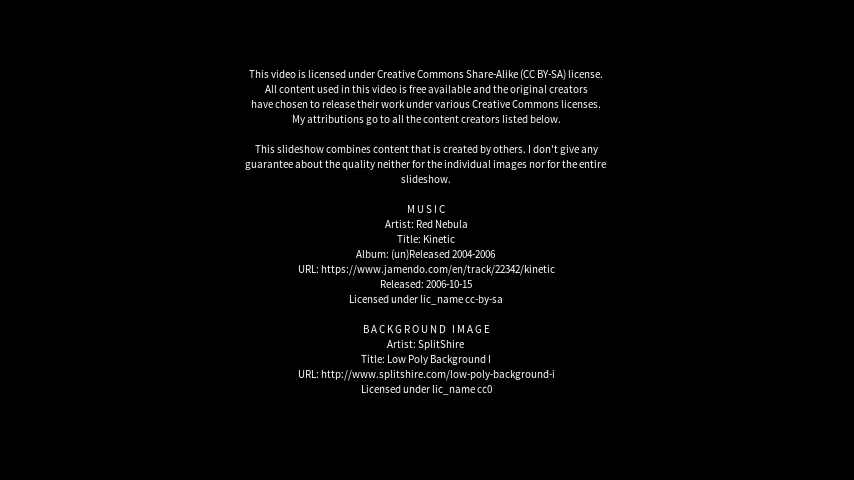 This video is licensed under Creative Commons Share-Alike (CC BY-SA) license.
All content used in this video is free available and the original creators
have chosen to release their work under various Creative Commons licenses.
My attributions go to all the content creators listed below.
This slideshow combines content that is created by others. I don't give any
guarantee about the quality neither for the individual images nor for the entire
slideshow.
MUSIC
Artist: Red Nebula
Title: Kinetic
Album: (un)Released 2004-2006
URL: https://www.jamendo.com/en/track/22342/kinetic
Released: 2006-10-15
Licensed under lic_name cc-by-sa
BACKGROUND IMAGE
Artist: SplitShire
Title: Low Poly Background I
URL: http://www.splitshire.com/low-poly-background-i
Licensed under lic_name cc0